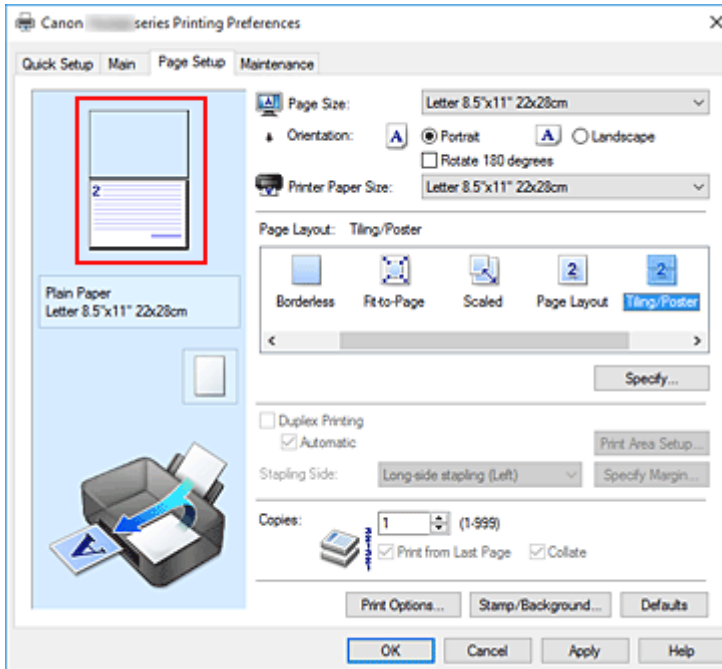 Canon series Printing Preferences
Quick Setup Main Page Setup Maintenance
2
Plain Paper
Letter 8.5"x11" 22x28cm
A
Page Size: Letter 8.5"x11" 22x28cm
Orientation: A Portrait A Landscape
Rotate 180 degrees
Printer Paper Size: Letter 8.5"x11" 22x28cm
Page Layout: Tiling/Poster
2 2
Borderless Fit-to-Page Scaled Page Layout Tiling/Poster
Specify...
Duplex Printing
Automatic Print Area Setup...
Stapling Side: Long-side stapling (Left) Specify Margin...
Copies: 1 (1-999)
Print from Last Page Collate
Print Options... Stamp/Background... Defaults
OK Cancel Apply Help